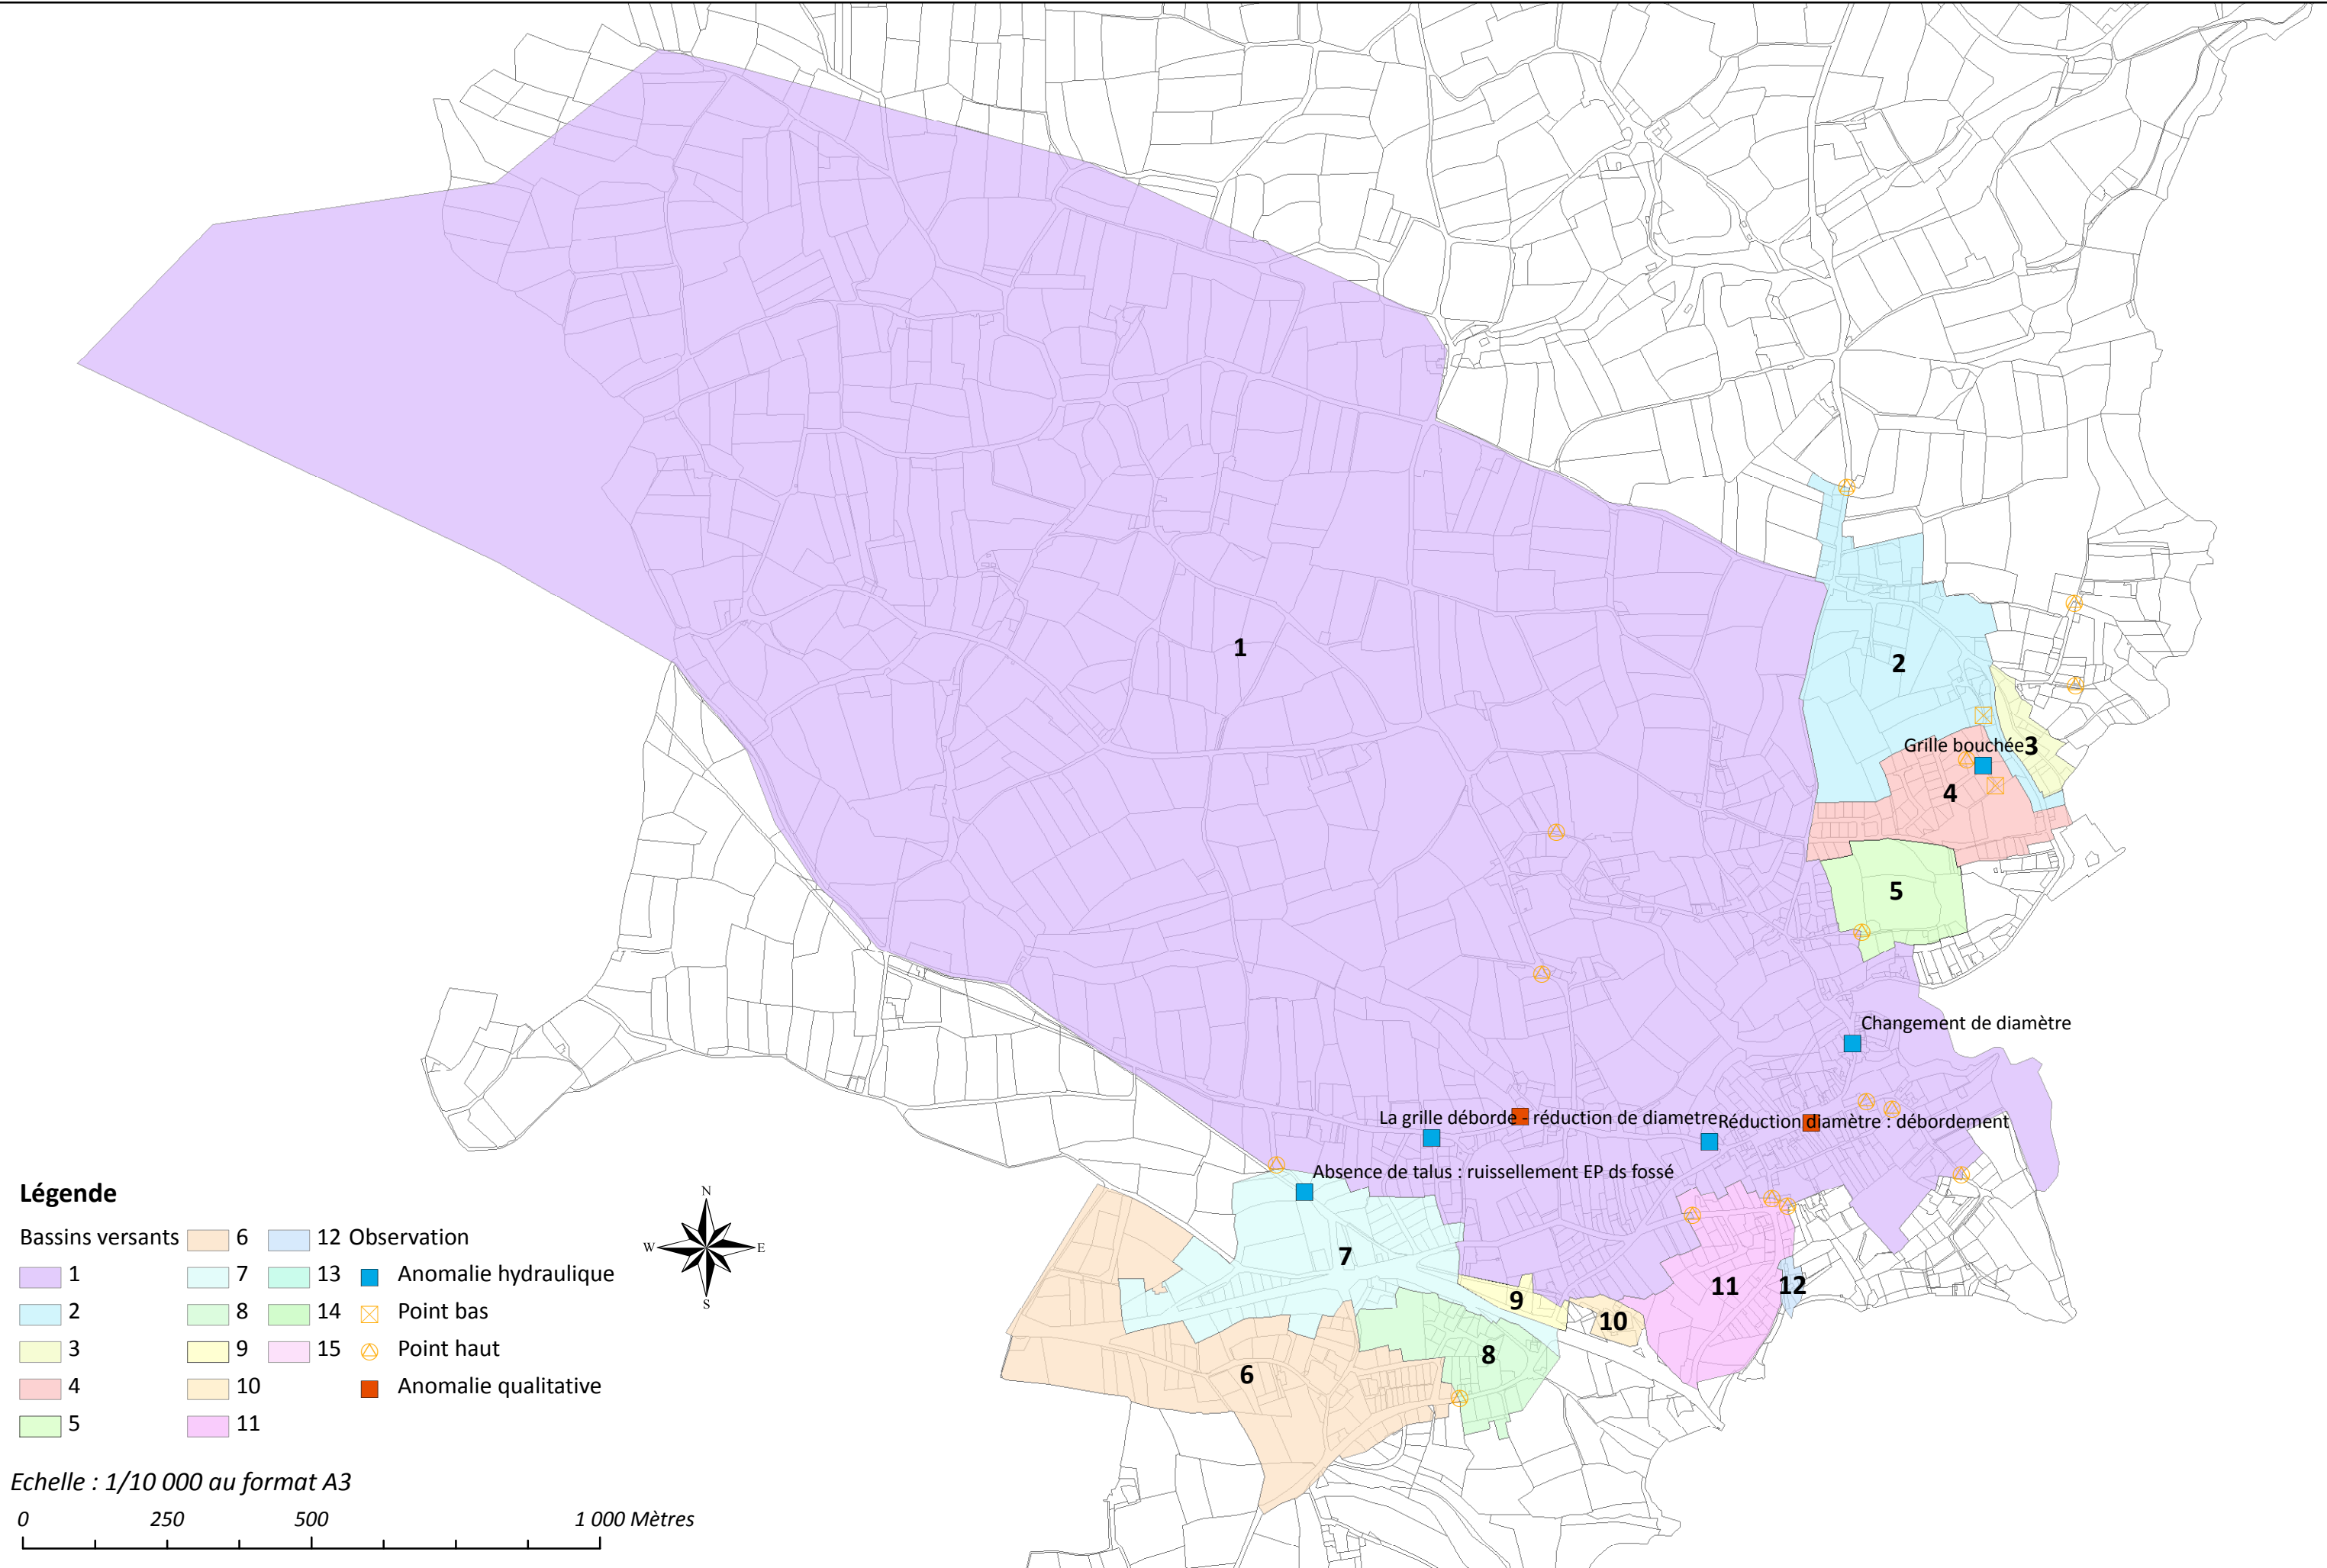 1
2
Grille bouchée
3
4
5
Changement de diamètre
La grille déborde - réduction de diametre
Réduction diamètre : débordement
Absence de talus : ruissellement EP ds fossé
7
11
12
9
10
8
6
Légende
Bassins versants
1
2
3
4
5
6
7
8
9
10
11
12
13
14
15
Observation
Anomalie hydraulique
Point bas
Point haut
Anomalie qualitative
N
W
E
S
Echelle : 1/10 000 au format A3
0 250 500 1 000 Mètres